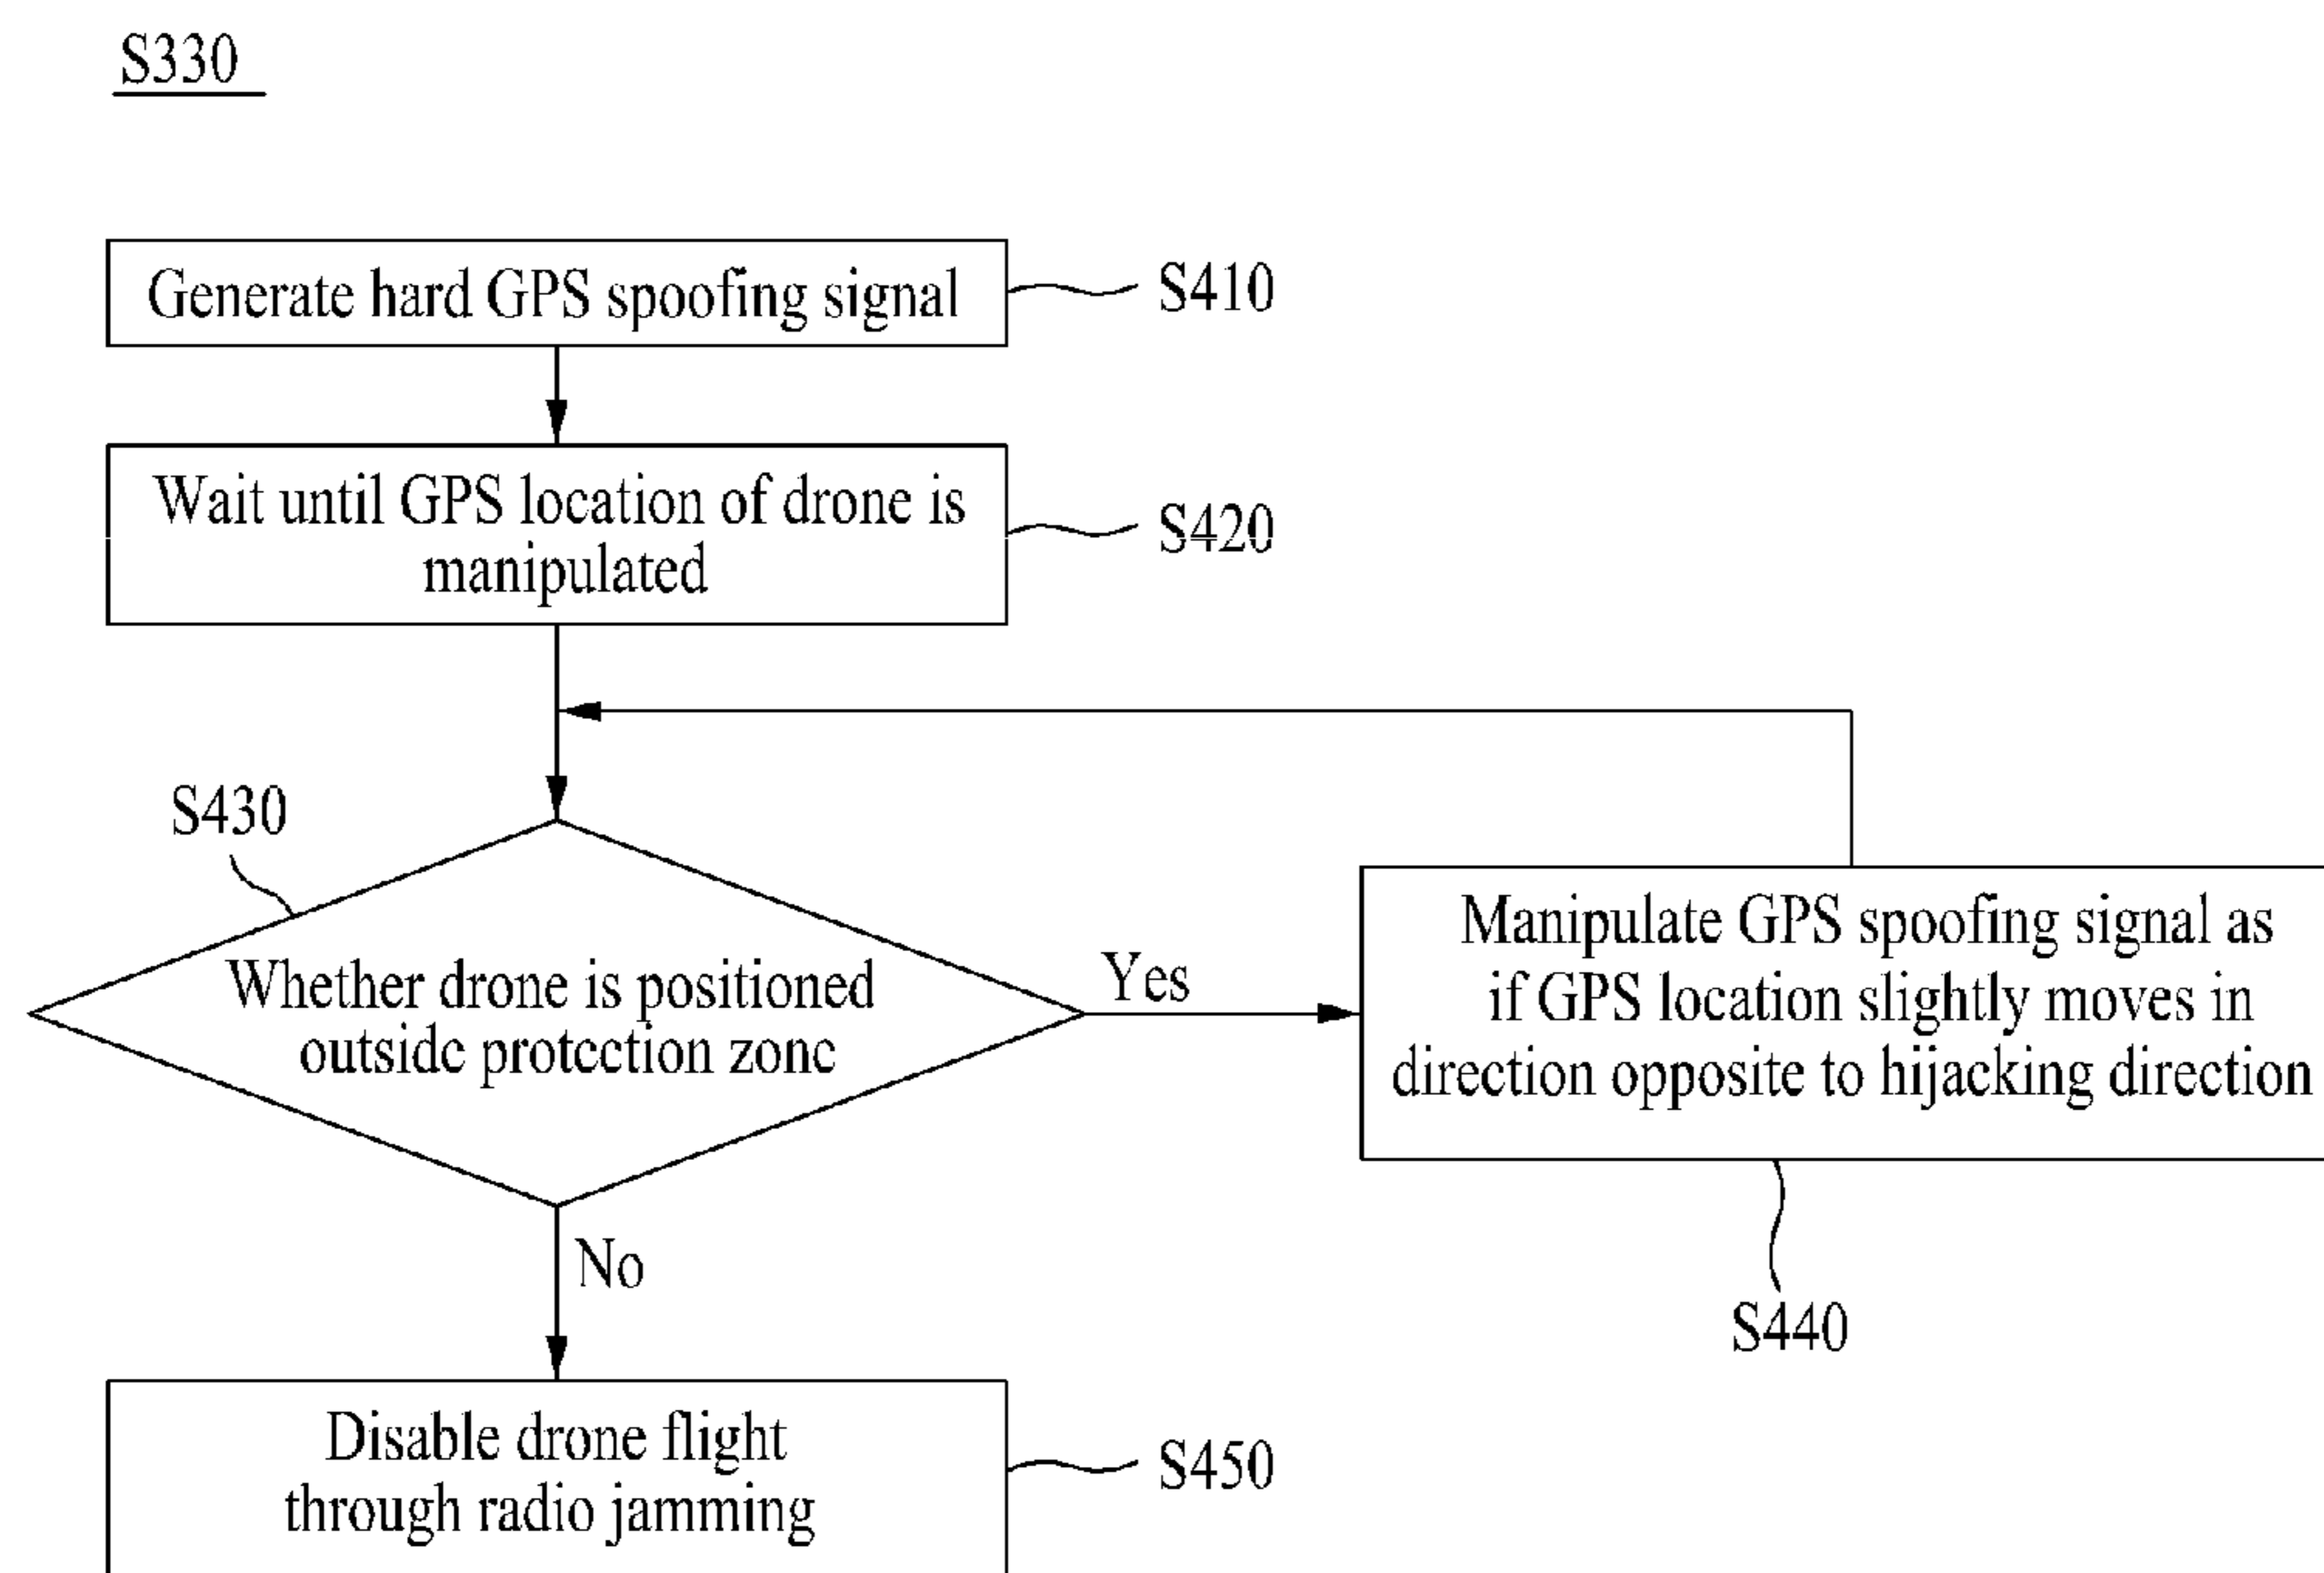 S330
Generate hard GPS spoofing signal
S410
Wait until GPS location of drone is
manipulated
S420
S430
Whether drone is positioned
outside protection zone
Yes
Manipulate GPS spoofing signal as
if GPS location slightly moves in
direction opposite to hijacking direction
S440
No
Disable drone flight
through radio jamming
S450